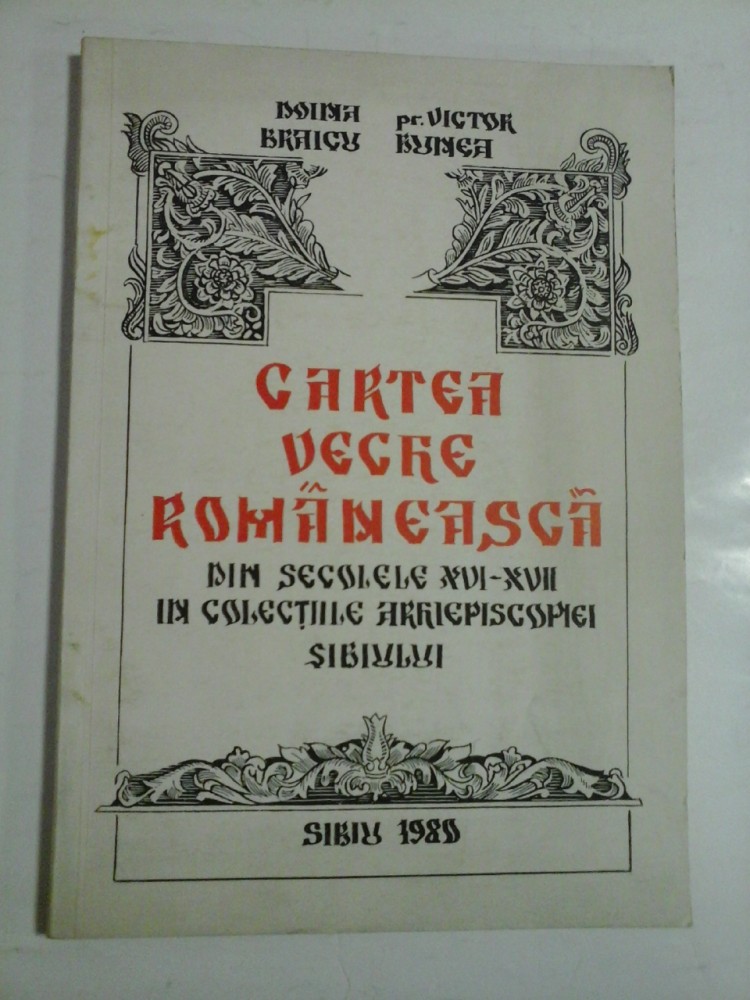 DOINA BRAICU
pr. VICTOR BUNEA
CARTEA
VECHE
ROMÂNEASCĂ
DIN SECOLELE XVI-XVII
IN COLECȚIILE ARHIEPISCOPIEI
SIBIULUI
SIBIU 1980